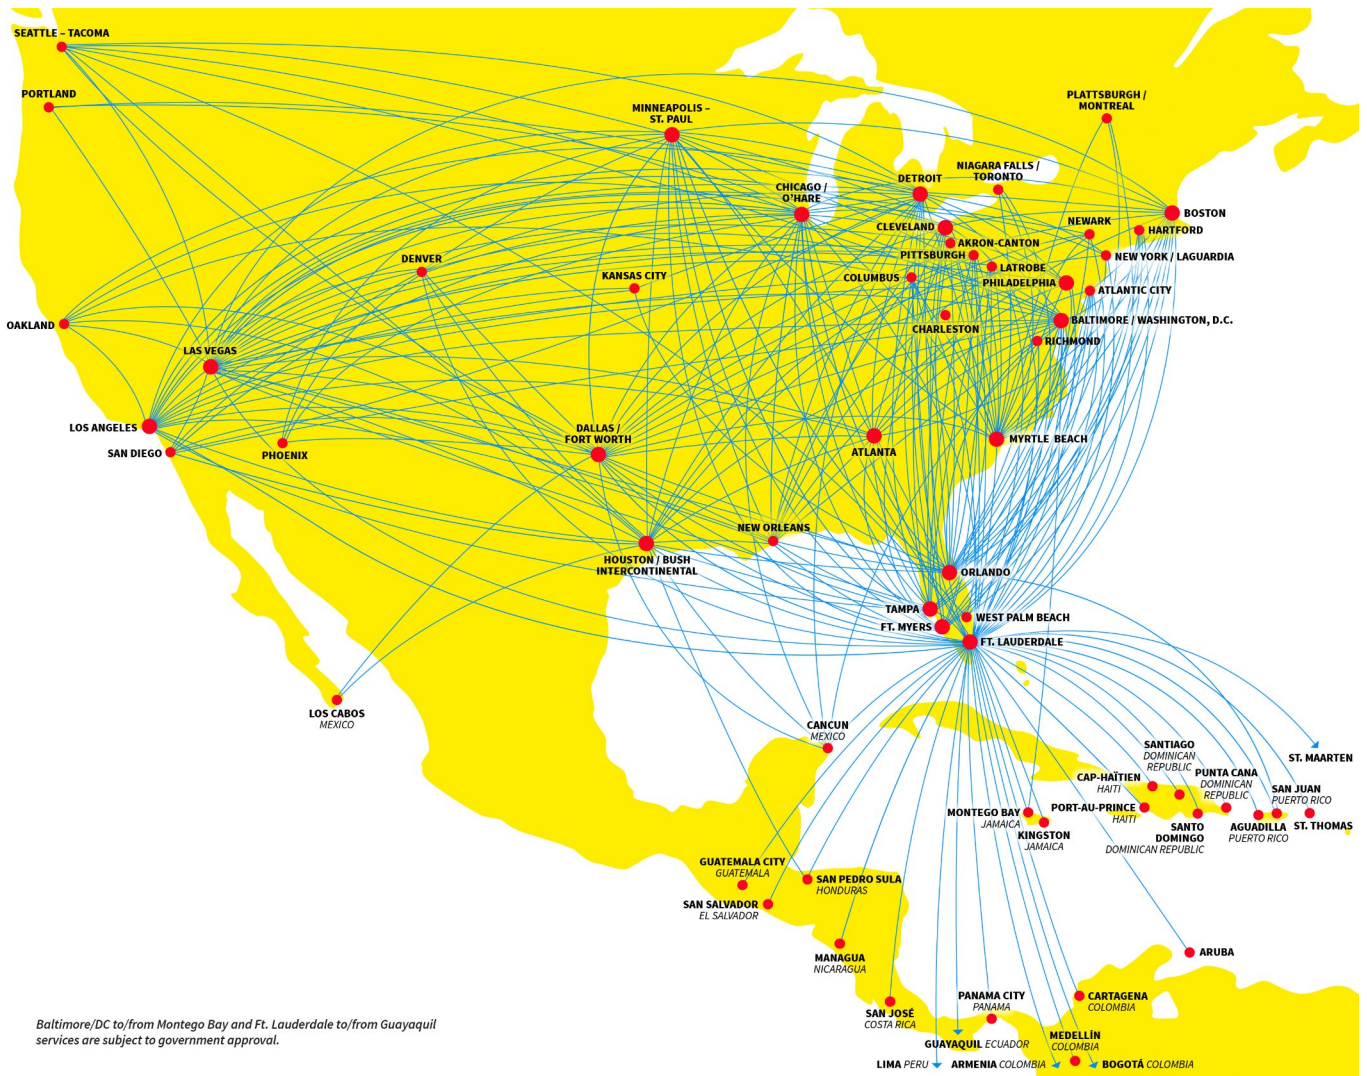 SEATTLE – TACOMA
PORTLAND
MINNEAPOLIS –
ST. PAUL
PLATTSBURGH /
MONTREAL
NIAGARA FALLS /
TORONTO
DETROIT
CHICAGO /
O'HARE
BOSTON
NEWARK
CLEVELAND
HARTFORD
AKRON-CANTON
PITTSBURGH
NEW YORK / LAGUARDIA
DENVER
LATROBE
KANSAS CITY
COLUMBUS
PHILADELPHIA
ATLANTIC CITY
OAKLAND
BALTIMORE / WASHINGTON, D.C.
CHARLESTON
RICHMOND
LAS VEGAS
LOS ANGELES
DALLAS /
FORT WORTH
MYRTLE BEACH
SAN DIEGO
PHOENIX
ATLANTA
NEW ORLEANS
HOUSTON / BUSH
INTERCONTINENTAL
ORLANDO
TAMPA
WEST PALM BEACH
FT. MYERS
FT. LAUDERDALE
LOS CABOS
MEXICO
CANCUN
MEXICO
SANTIAGO
DOMINICAN
REPUBLIC
ST. MAARTEN
CAP-HAÏTIEN
HAITI
PUNTA CANA
DOMINICAN
REPUBLIC
SAN JUAN
PUERTO RICO
MONTEGO BAY
JAMAICA
PORT-AU-PRINCE
HAITI
KINGSTON
JAMAICA
SANTO
DOMINGO
DOMINICAN REPUBLIC
AGUADILLA
PUERTO RICO
ST. THOMAS
GUATEMALA CITY
GUATEMALA
SAN PEDRO SULA
HONDURAS
SAN SALVADOR
EL SALVADOR
MANAGUA
NICARAGUA
ARUBA
PANAMA CITY
PANAMA
CARTAGENA
COLOMBIA
SAN JOSÉ
COSTA RICA
Baltimore/DC to/from Montego Bay and Ft. Lauderdale to/from Guayaquil
services are subject to government approval.
GUAYAQUIL ECUADOR
MEDELLÍN
COLOMBIA
LIMA PERU
ARMENIA COLOMBIA
BOGOTÁ COLOMBIA